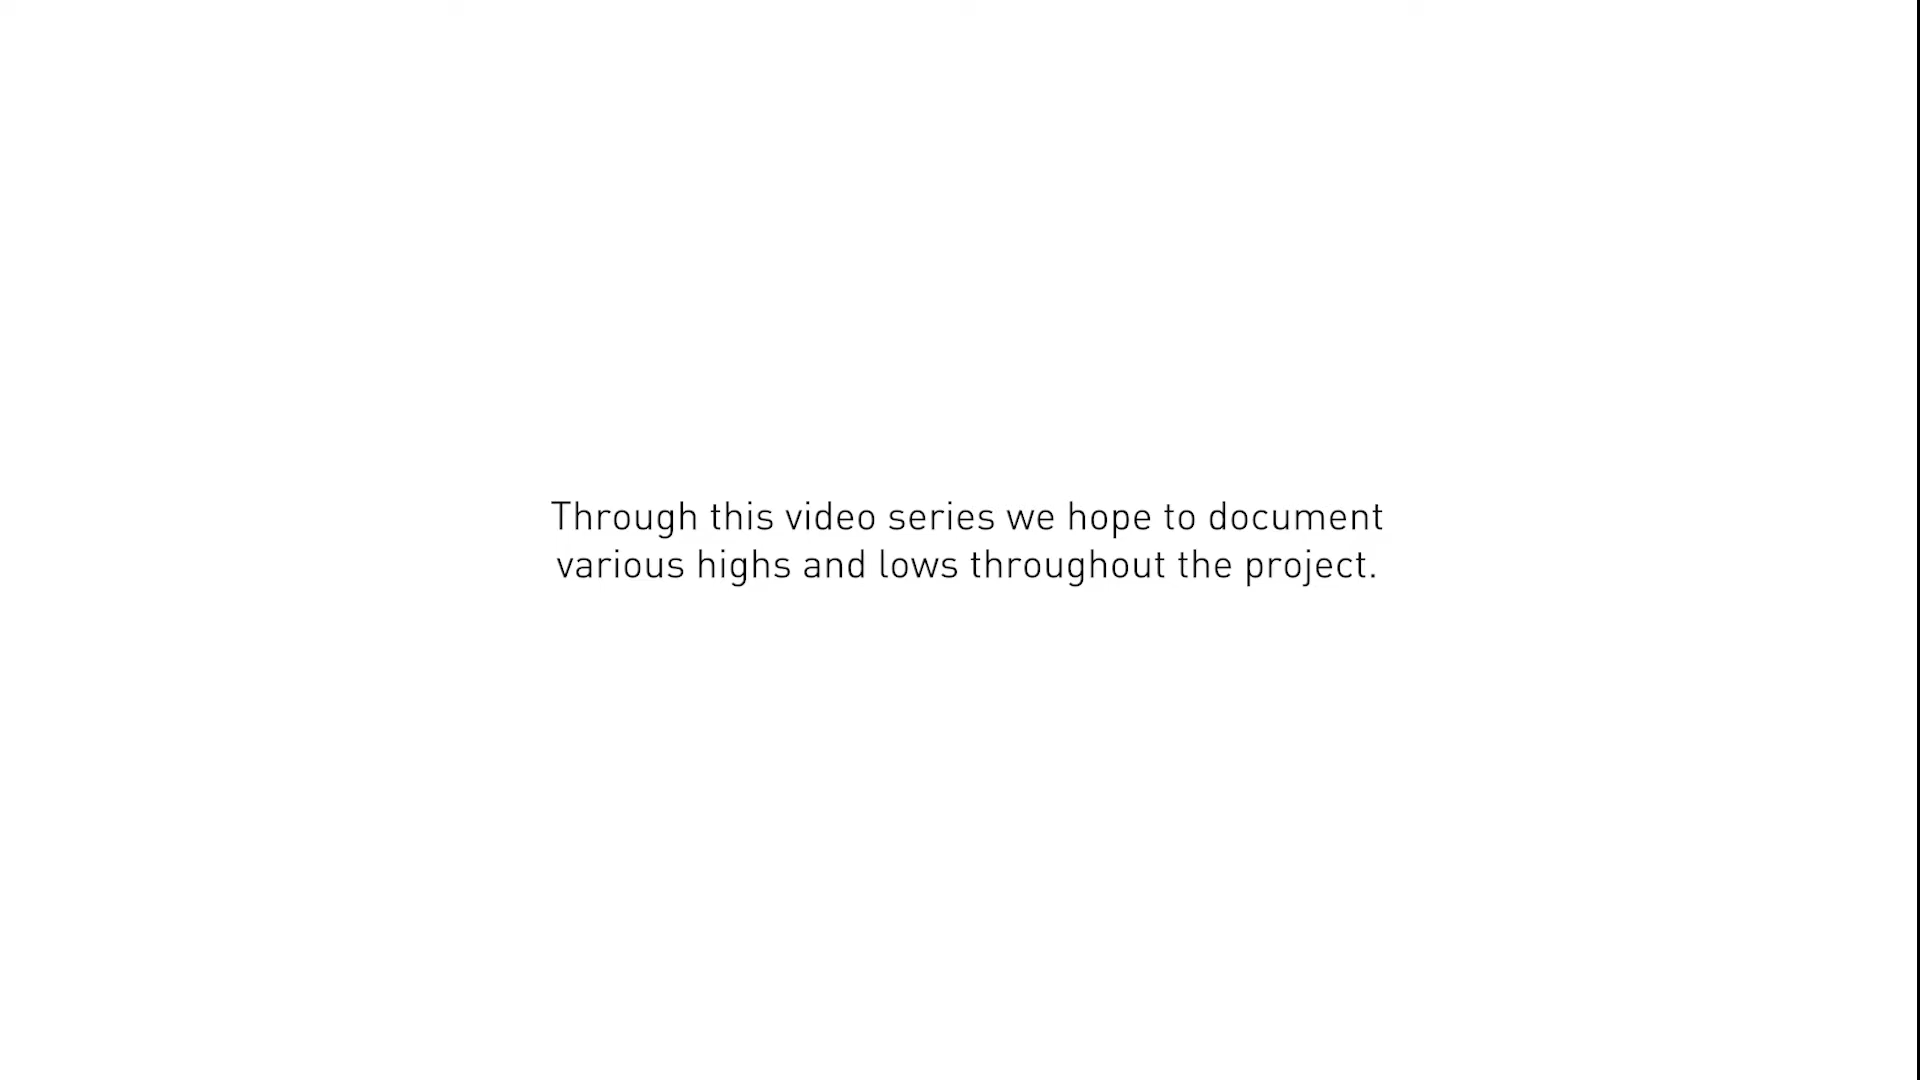 Through this video series we hope to document
various highs and lows throughout the project.